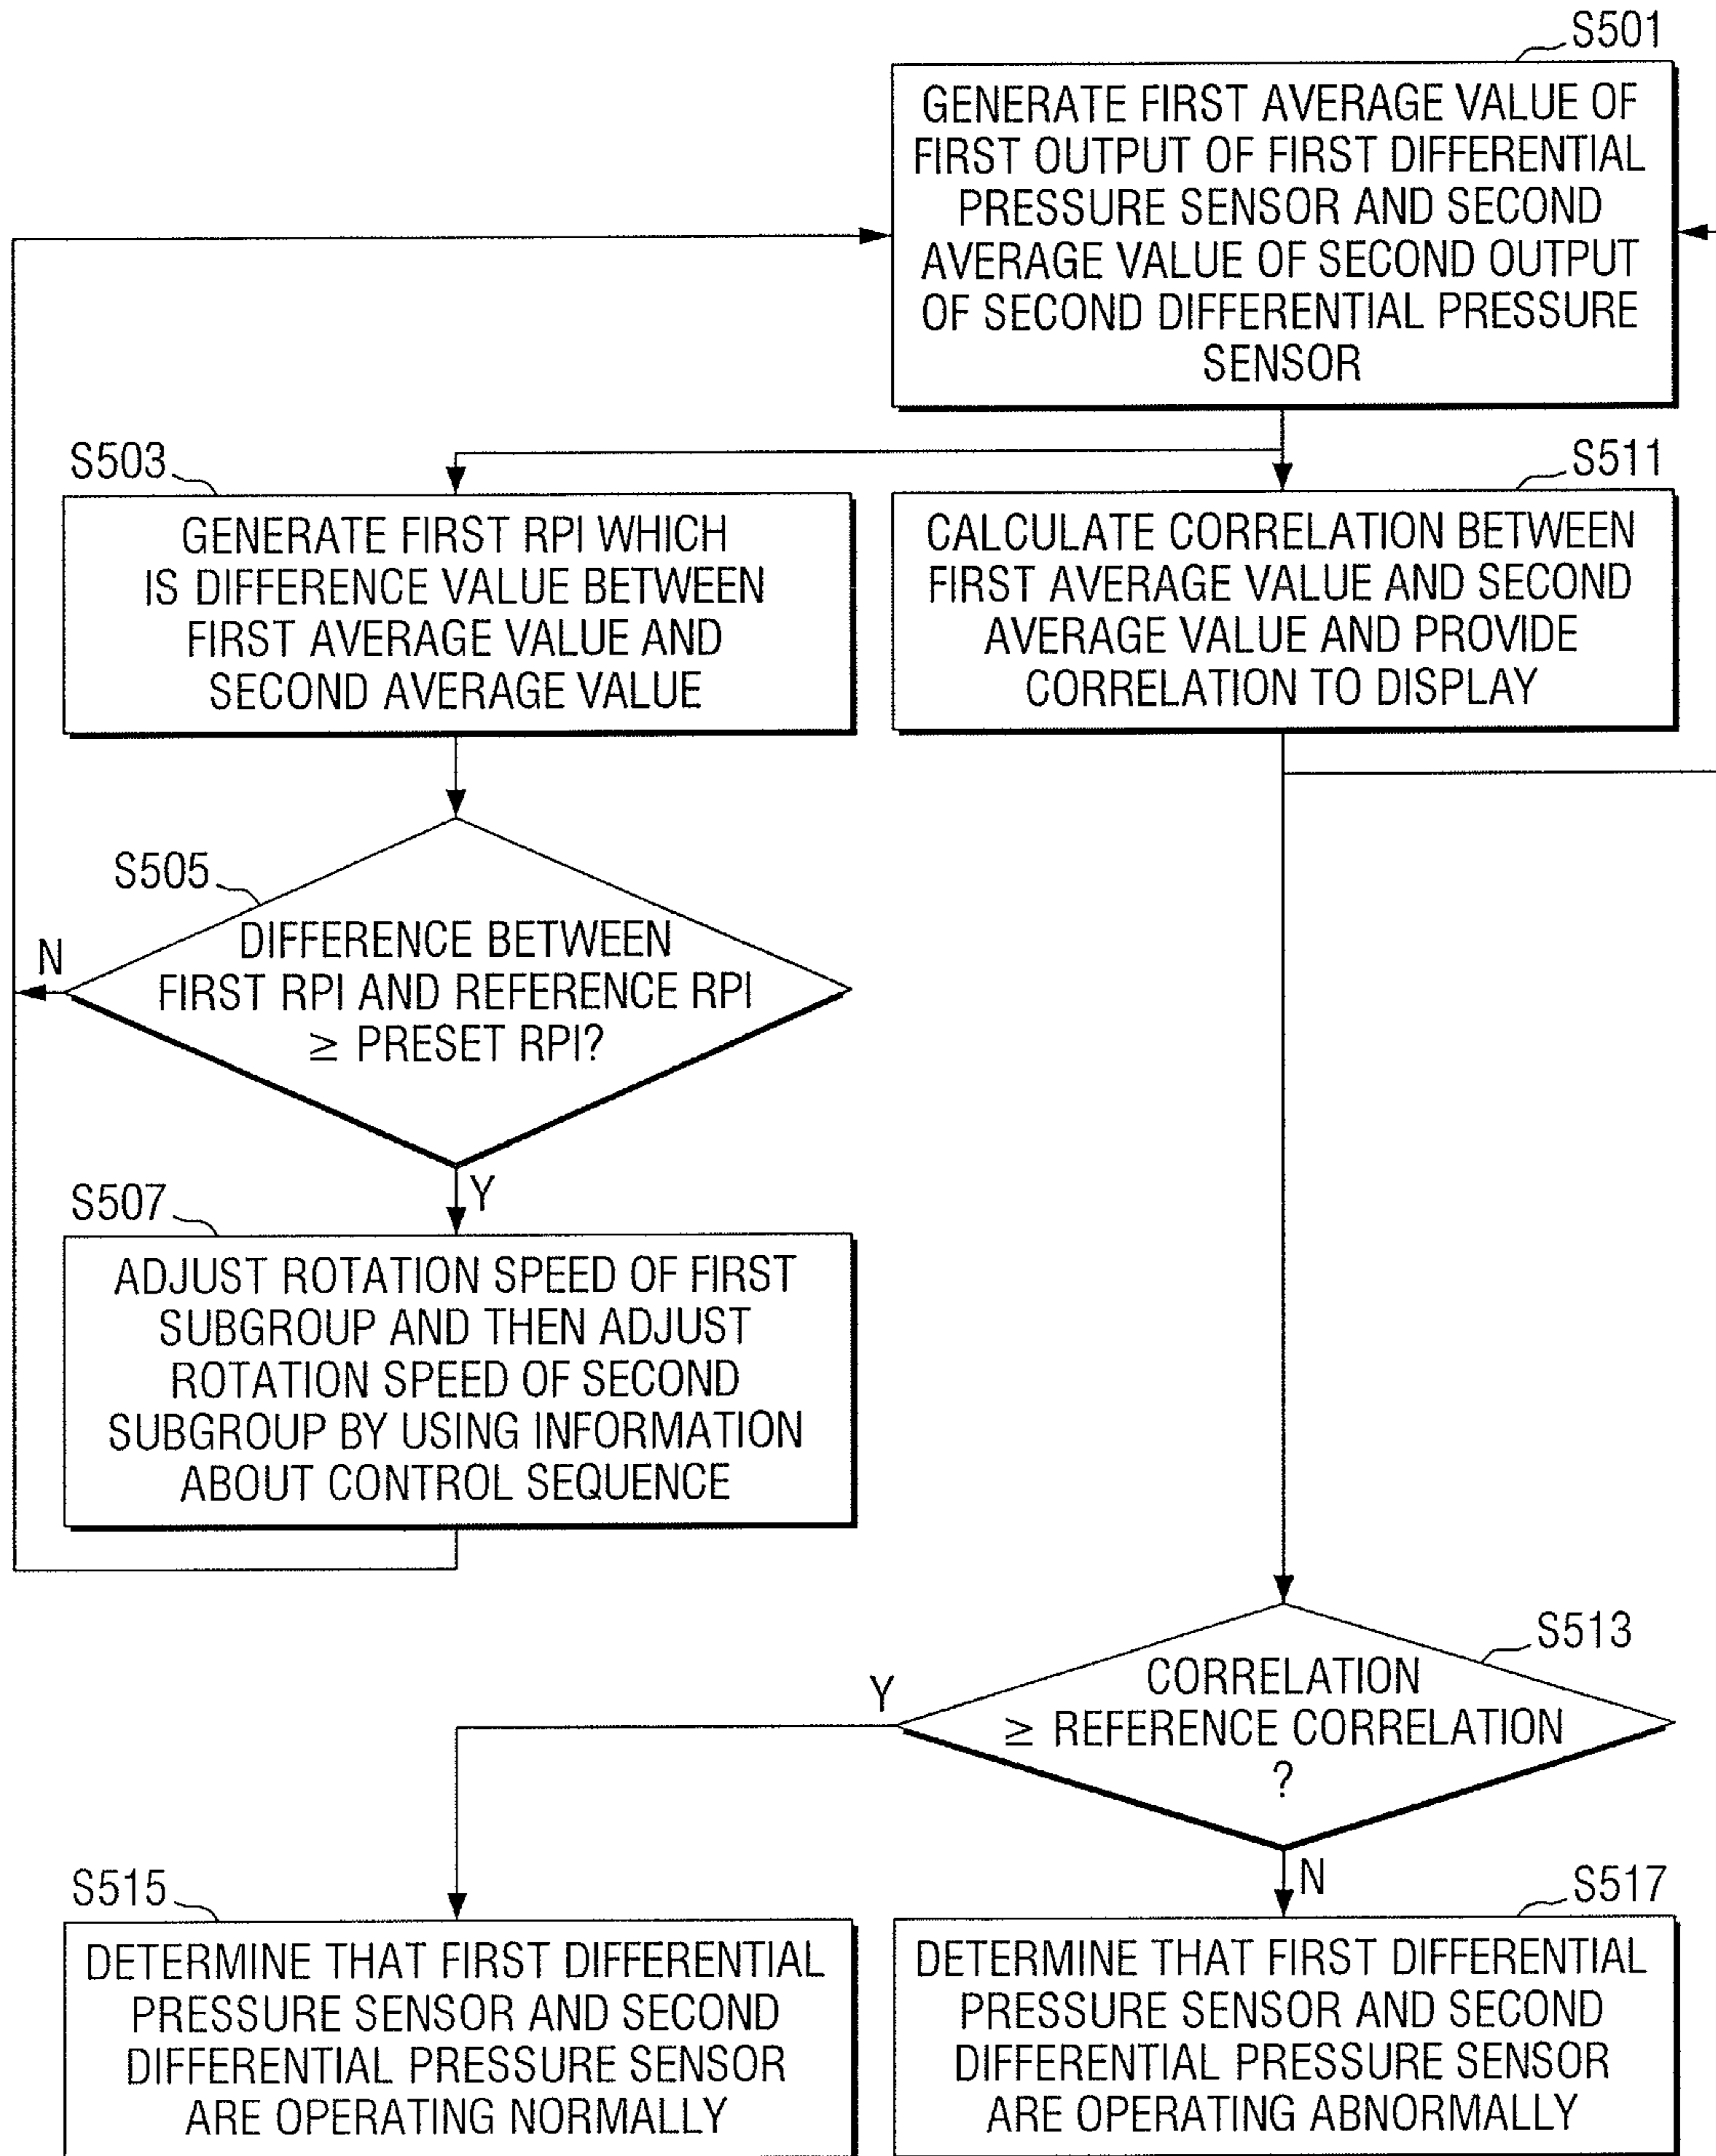 S501
GENERATE FIRST AVERAGE VALUE OF
FIRST OUTPUT OF FIRST DIFFERENTIAL
PRESSURE SENSOR AND SECOND
AVERAGE VALUE OF SECOND OUTPUT
OF SECOND DIFFERENTIAL PRESSURE
SENSOR
S503
GENERATE FIRST RPI WHICH
IS DIFFERENCE VALUE BETWEEN
FIRST AVERAGE VALUE AND
SECOND AVERAGE VALUE
S511
CALCULATE CORRELATION BETWEEN
FIRST AVERAGE VALUE AND SECOND
AVERAGE VALUE AND PROVIDE
CORRELATION TO DISPLAY
S505
DIFFERENCE BETWEEN
FIRST RPI AND REFERENCE RPI
≥ PRESET RPI?
N
Y
S507
ADJUST ROTATION SPEED OF FIRST
SUBGROUP AND THEN ADJUST
ROTATION SPEED OF SECOND
SUBGROUP BY USING INFORMATION
ABOUT CONTROL SEQUENCE
S513
CORRELATION
≥ REFERENCE CORRELATION
?
Y
N
S515
DETERMINE THAT FIRST DIFFERENTIAL
PRESSURE SENSOR AND SECOND
DIFFERENTIAL PRESSURE SENSOR
ARE OPERATING NORMALLY
S517
DETERMINE THAT FIRST DIFFERENTIAL
PRESSURE SENSOR AND SECOND
DIFFERENTIAL PRESSURE SENSOR
ARE OPERATING ABNORMALLY